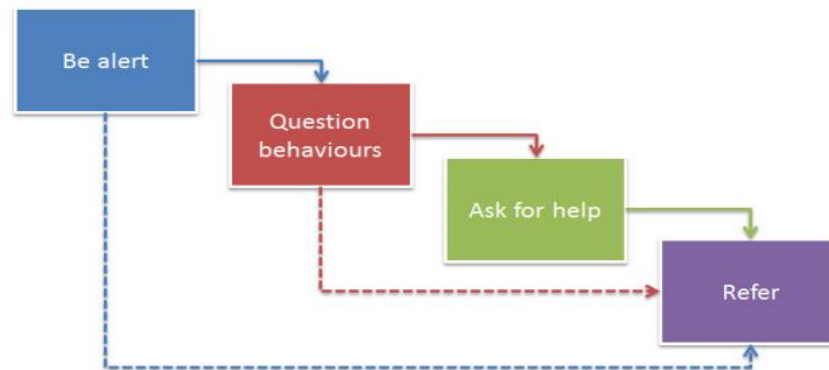 Be alert
Question
behaviours
Ask for help
Refer